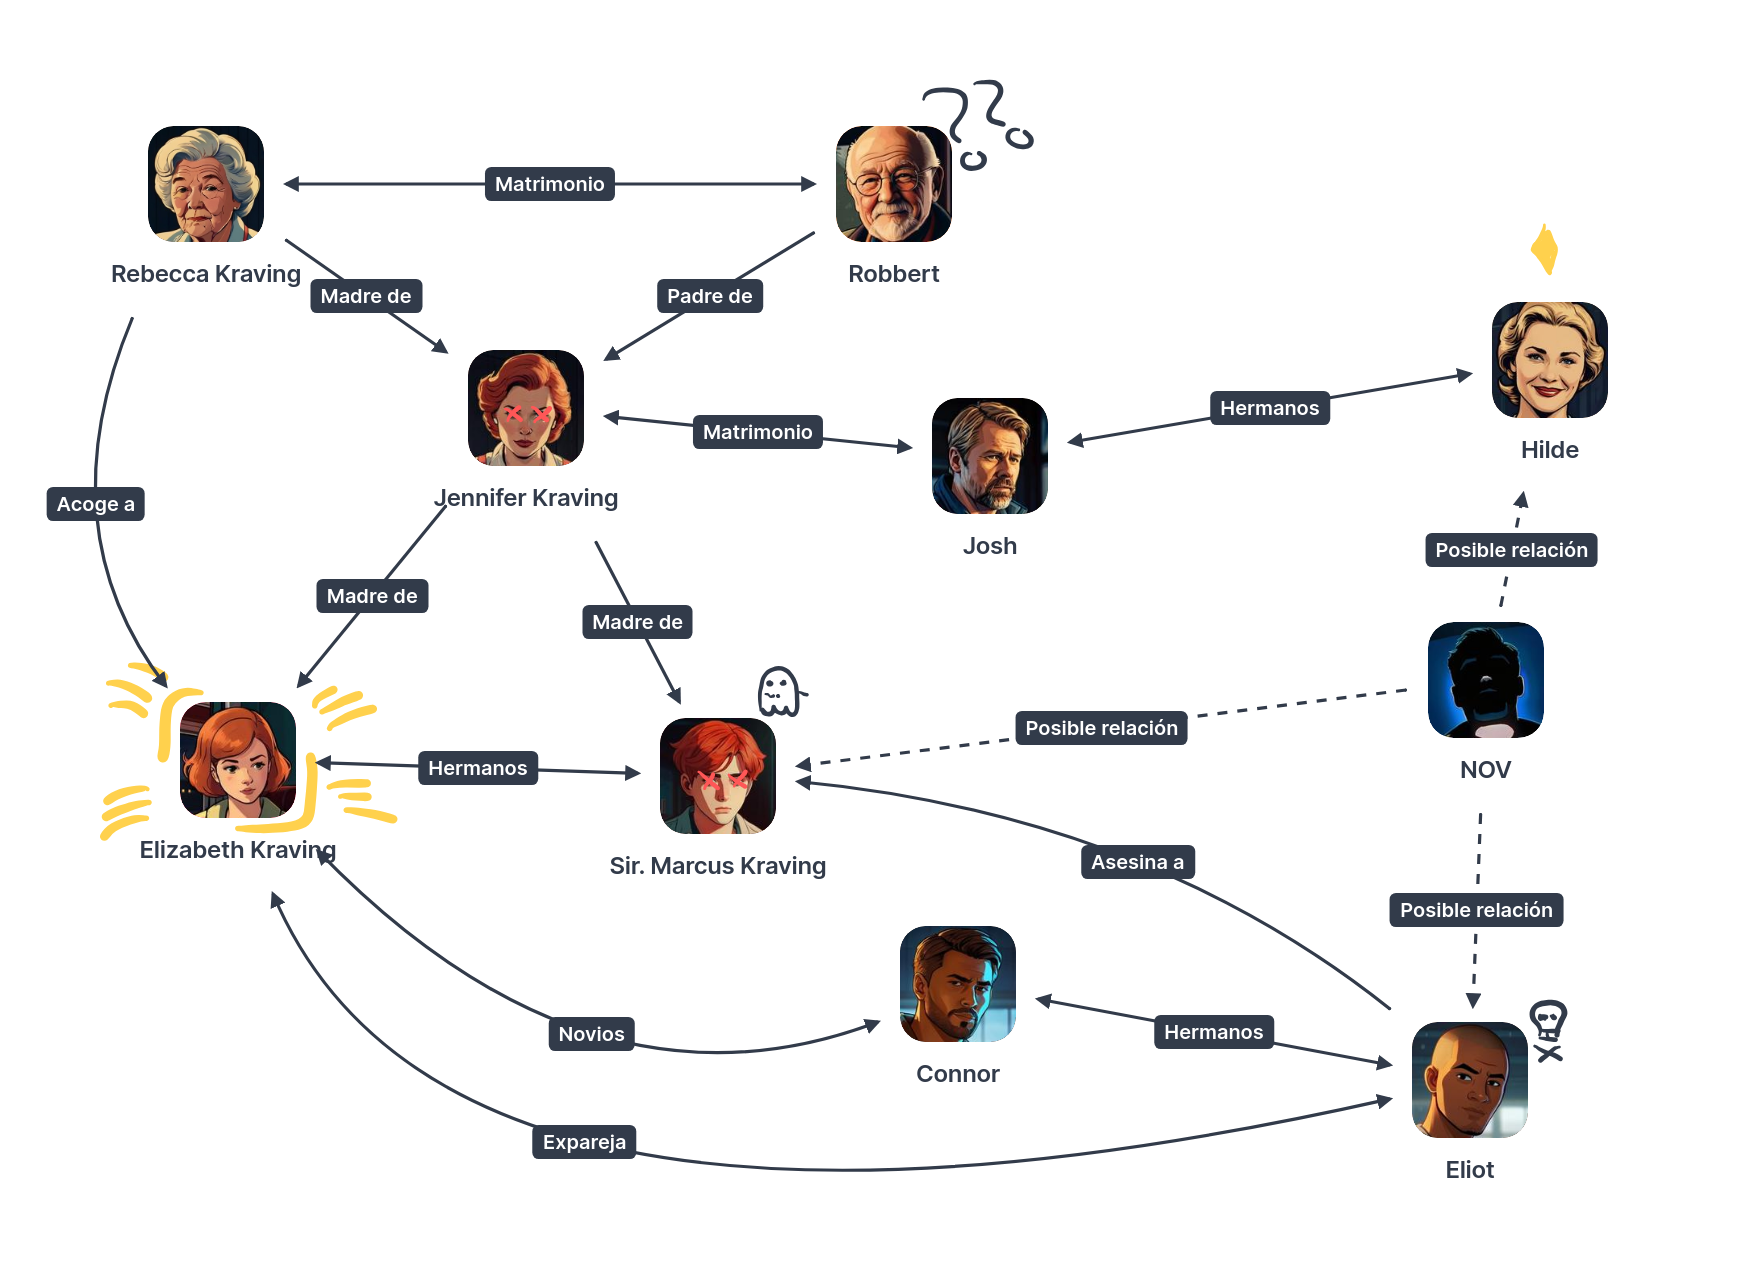 ??
Matrimonio
Rebecca Kraving
Robbert
Madre de
Padre de
Hermanos
Matrimonio
Hilde
Jennifer Kraving
Acoge a
Josh
Posible relación
Madre de
Madre de
Posible relación
Hermanos
NOV
Elizabeth Kraving
Sir. Marcus Kraving
Asesina a
Posible relación
Novios
Hermanos
Connor
Expareja
Eliot